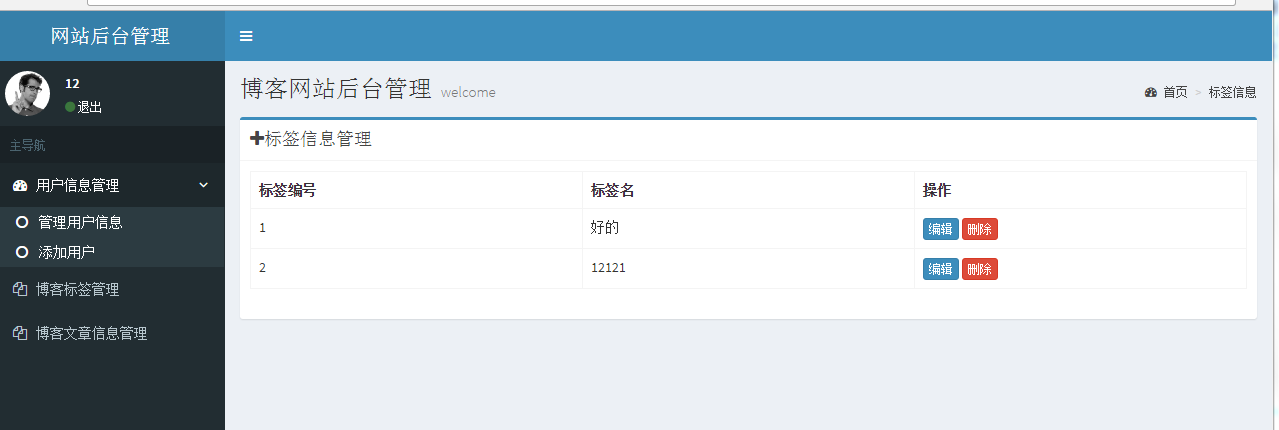 网站后台管理
12
退出
主导航
用户信息管理
管理用户信息
添加用户
博客标签管理
博客文章信息管理
博客网站后台管理 welcome
首页 > 标签信息
标签信息管理
标签编号 标签名 操作
1 好的 编辑 删除
2 12121 编辑 删除